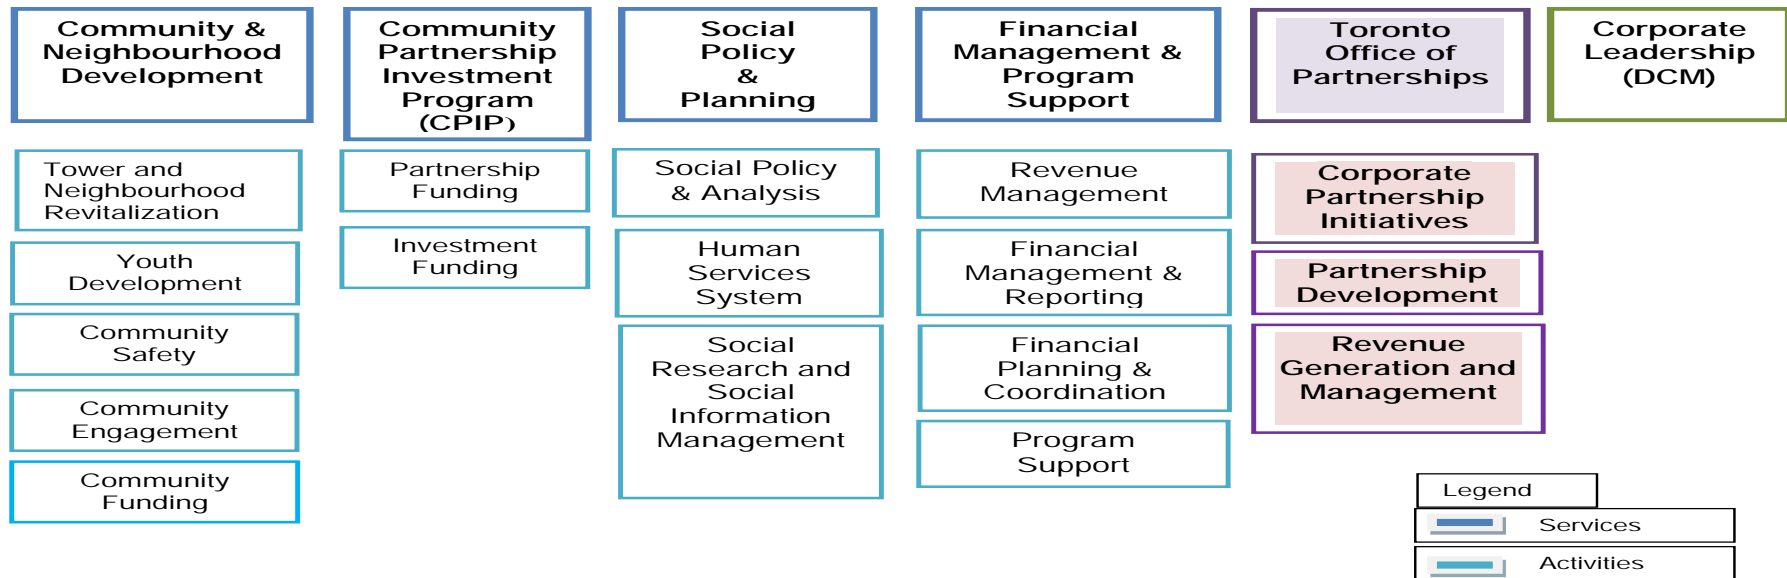 Community &
Neighbourhood
Development
Community
Partnership
Investment
Program
(CPIP)
Social
Policy
&
Planning
Financial
Management &
Program
Support
Toronto
Office of
Partnerships
Corporate
Leadership
(DCM)
Tower and
Neighbourhood
Revitalization
Youth
Development
Community
Safety
Community
Engagement
Community
Funding
Partnership
Funding
Investment
Funding
Social Policy
& Analysis
Human
Services
System
Social
Research and
Social
Information
Management
Revenue
Management
Financial
Management &
Reporting
Financial
Planning &
Coordination
Program
Support
Corporate
Partnership
Initiatives
Partnership
Development
Revenue
Generation and
Management
Legend
Services
Activities